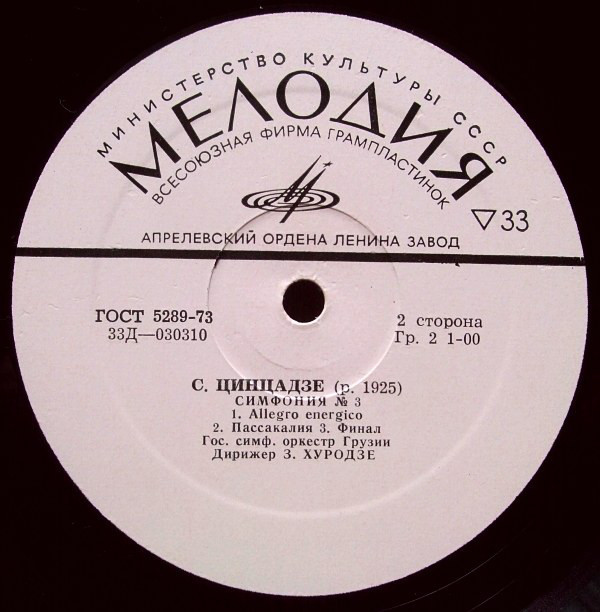 МИНИСТЕРСТВО КУЛЬТУРЫ СССР
МЕЛОДИЯ
ВСЕСОЮЗНАЯ ФИРМА ГРАМПЛАСТИНОК
▽33
АПРЕЛЕВСКИЙ ОРДЕНА ЛЕНИНА ЗАВОД
ГОСТ 5289-73
33Д—030310
2 сторона
Гр. 2 1-00
С. ЦИНЦАДЗЕ (р. 1925)
СИМФОНИЯ № 3
1. Allegro energico
2. Пассакалия 3. Финал
Гос. симф. оркестр Грузии
Дирижер З. ХУРОДЗЕ